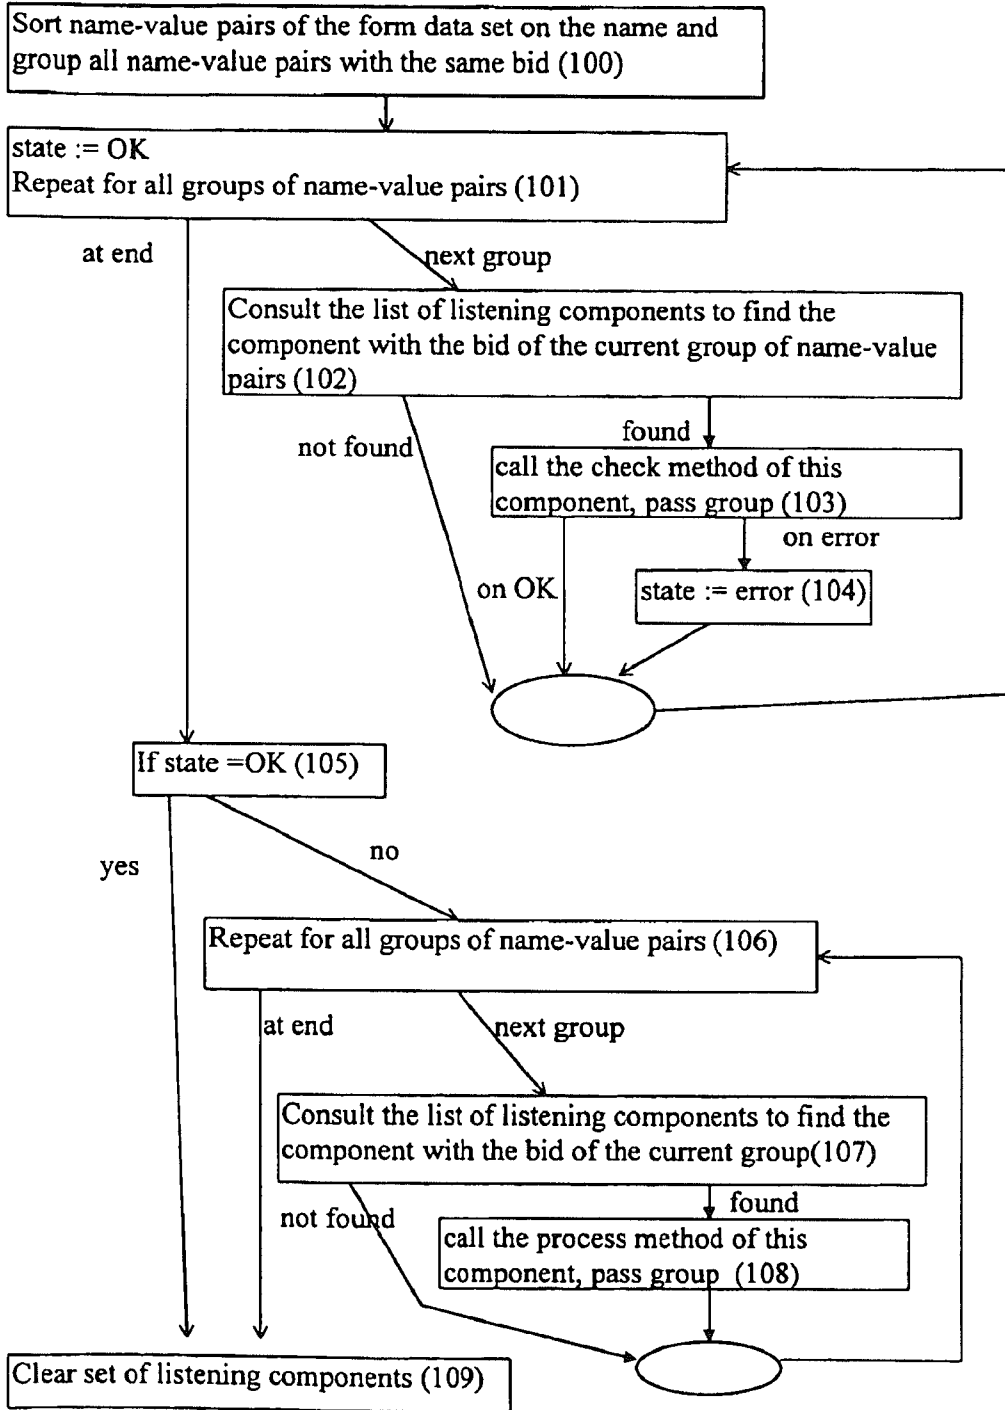 Sort name-value pairs of the form data set on the name and
group all name-value pairs with the same bid (100)
state := OK
Repeat for all groups of name-value pairs (101)
at end
next group
Consult the list of listening components to find the
component with the bid of the current group of name-value
pairs (102)
not found
found
call the check method of this
component, pass group (103)
on error
on OK
state := error (104)
If state =OK (105)
yes
no
Repeat for all groups of name-value pairs (106)
at end
next group
Consult the list of listening components to find the
component with the bid of the current group(107)
not found
found
call the process method of this
component, pass group (108)
Clear set of listening components (109)